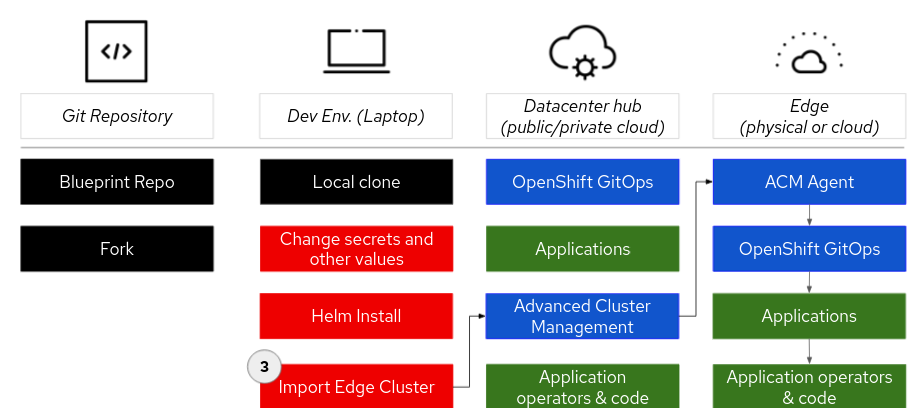 </>
Git Repository
Dev Env. (Laptop)
Datacenter hub
(public/private cloud)
Edge
(physical or cloud)
Blueprint Repo
Local clone
OpenShift GitOps
ACM Agent
Fork
Change secrets and
other values
Applications
OpenShift GitOps
Helm Install
Advanced Cluster
Management
Applications
3
Import Edge Cluster
Application
operators & code
Application operators
& code